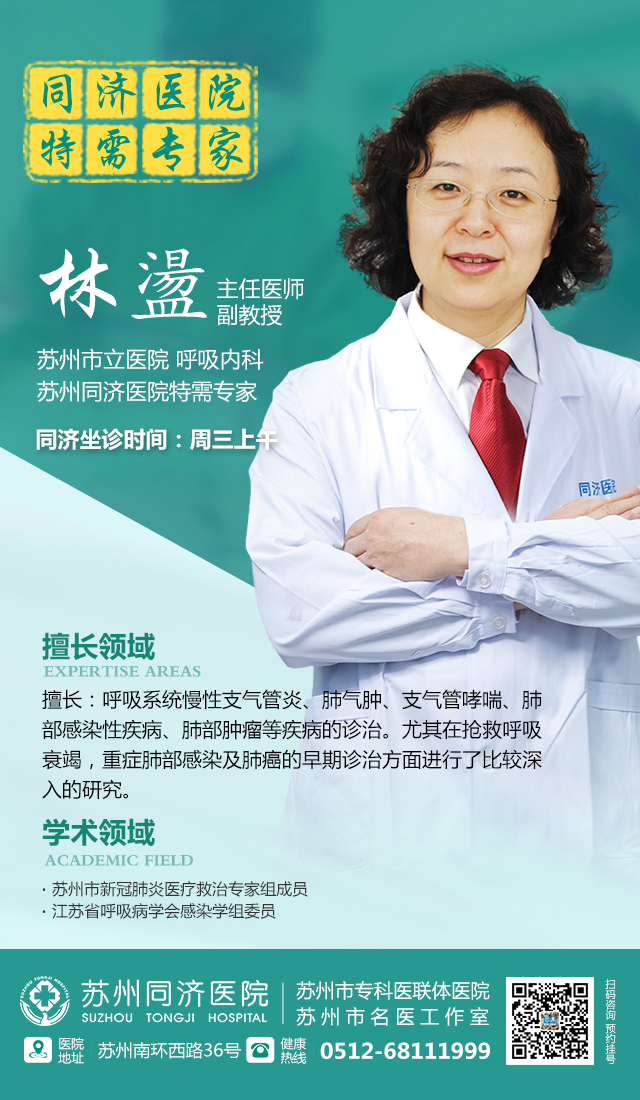 同济医院
特需专家
林盪 主任医师
副教授
苏州市立医院 呼吸内科
苏州同济医院特需专家
同济坐诊时间：周三上午
同济医
擅长领域
EXPERTISE AREAS
擅长：呼吸系统慢性支气管炎、肺气肿、支气管哮喘、肺
部感染性疾病、肺部肿瘤等疾病的诊治。尤其在抢救呼吸
衰竭，重症肺部感染及肺癌的早期诊治方面进行了比较深
入的研究。
学术领域
ACADEMIC FIELD
· 苏州市新冠肺炎医疗救治专家组成员
· 江苏省呼吸病学会感染学组委员
SUZHOU TONGJI HOSPITAL
苏州同济医院
SUZHOU TONGJI HOSPITAL
苏州市专科医联体医院
苏州市名医工作室
医院
地址
苏州南环西路36号
健康
热线
0512-68111999
扫码咨询 预约挂号